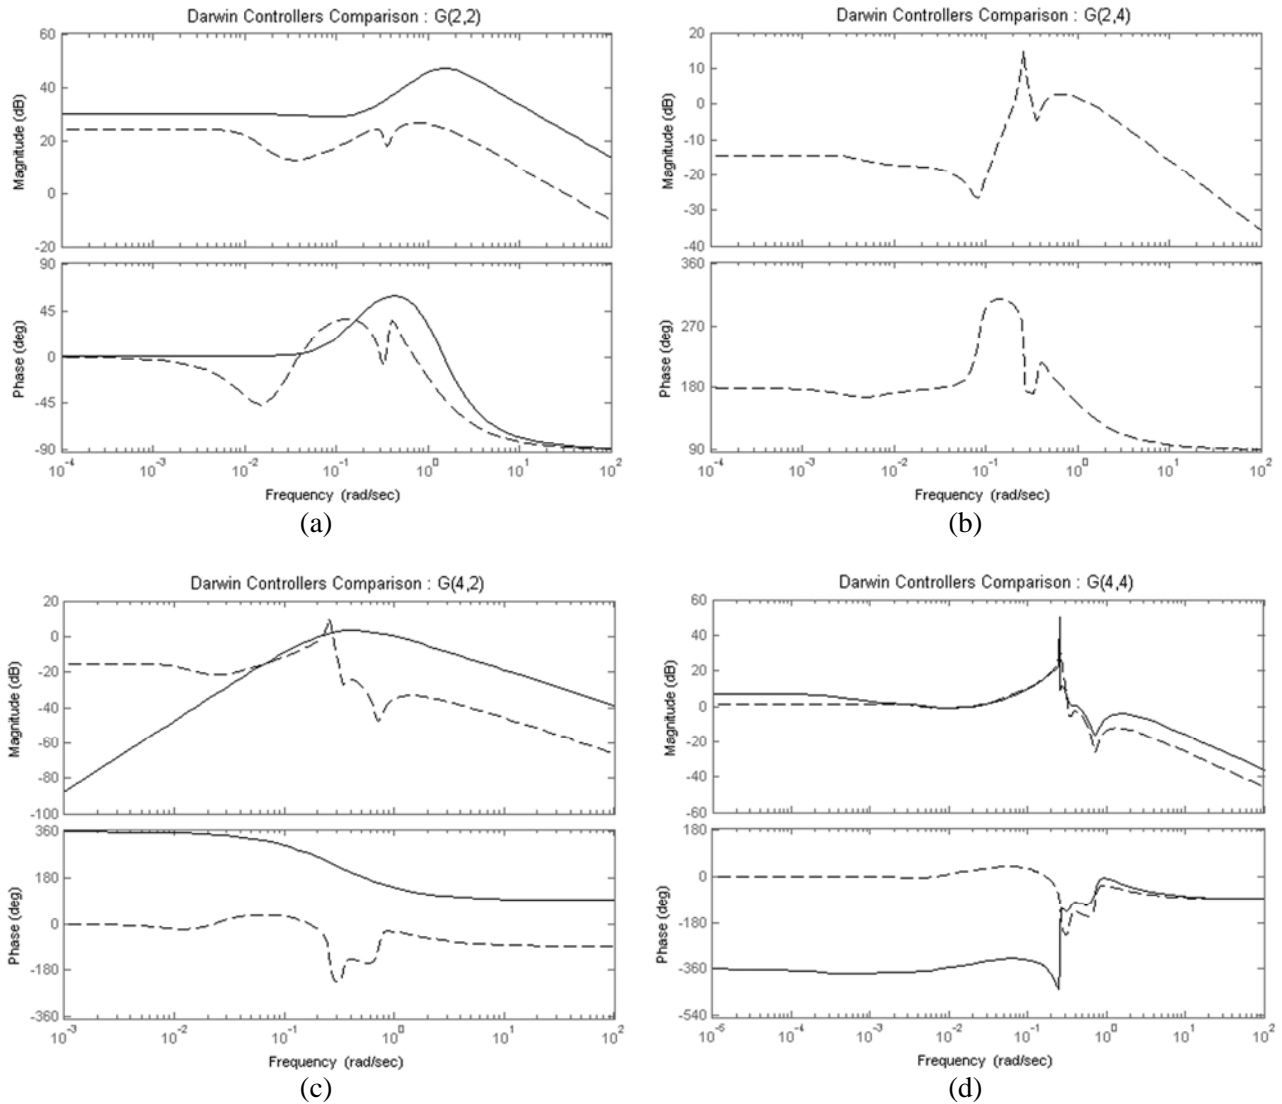 Darwin Controllers Comparison : G(2,2)
60
40
20
0
-20
Magnitude (dB)
90
45
0
-45
-90
Phase (deg)
10^-4 10^-3 10^-2 10^-1 10^0 10^1 10^2
Frequency (rad/sec)
(a)
Darwin Controllers Comparison : G(2,4)
20
10
0
-10
-20
-30
-40
Magnitude (dB)
360
270
180
90
Phase (deg)
10^-4 10^-3 10^-2 10^-1 10^0 10^1 10^2
Frequency (rad/sec)
(b)
Darwin Controllers Comparison : G(4,2)
20
0
-20
-40
-60
-80
-100
Magnitude (dB)
360
180
0
-180
-360
Phase (deg)
10^-3 10^-2 10^-1 10^0 10^1 10^2
Frequency (rad/sec)
(c)
Darwin Controllers Comparison : G(4,4)
60
40
20
0
-20
-40
-60
Magnitude (dB)
180
0
-180
-360
-540
Phase (deg)
10^-5 10^-4 10^-3 10^-2 10^-1 10^0 10^1 10^2
Frequency (rad/sec)
(d)